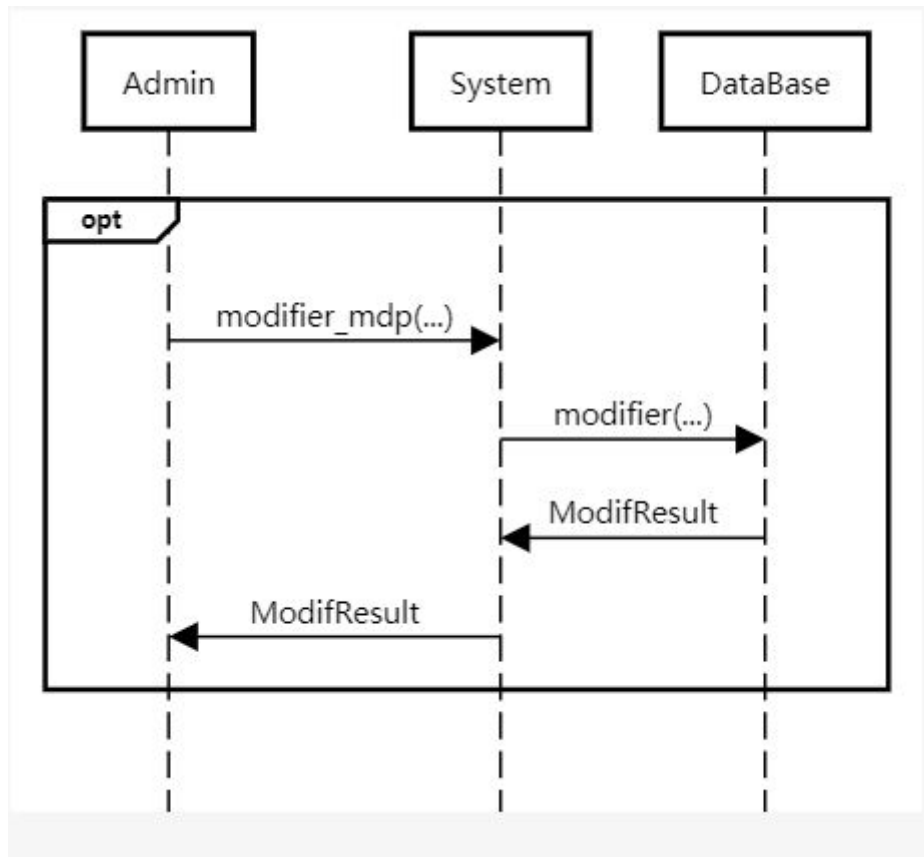 Admin
System
DataBase
opt
modifier_mdp(...)
modifier(...)
ModifResult
ModifResult